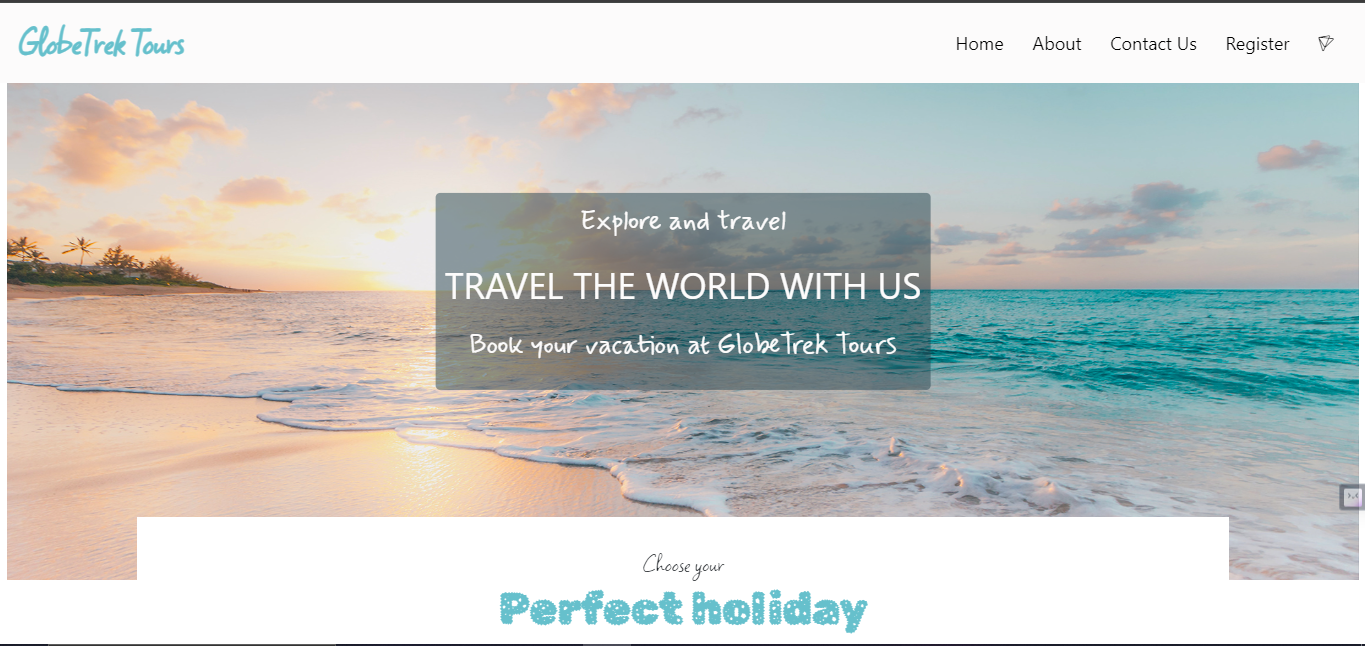 GlobeTrek Tours
Home About Contact Us Register
Explore and travel
TRAVEL THE WORLD WITH US
Book your vacation at GlobeTrek Tours
Choose your
Perfect holiday